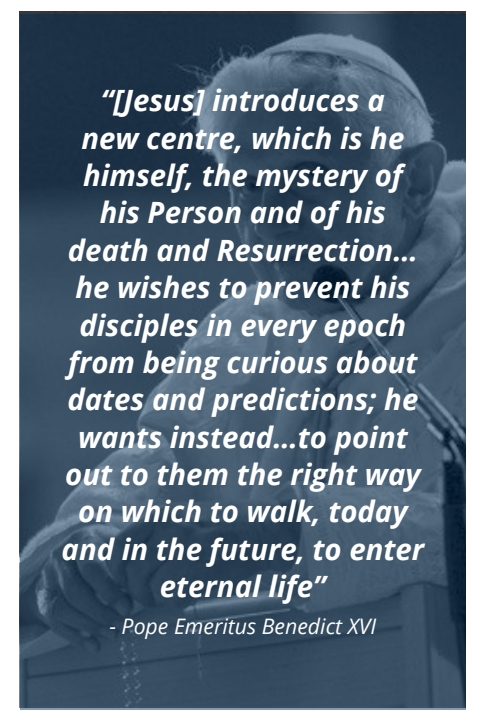 “[Jesus] introduces a
new centre, which is he
himself, the mystery of
his Person and of his
death and Resurrection...
he wishes to prevent his
disciples in every epoch
from being curious about
dates and predictions; he
wants instead...to point
out to them the right way
on which to walk, today
and in the future, to enter
eternal life”
- Pope Emeritus Benedict XVI